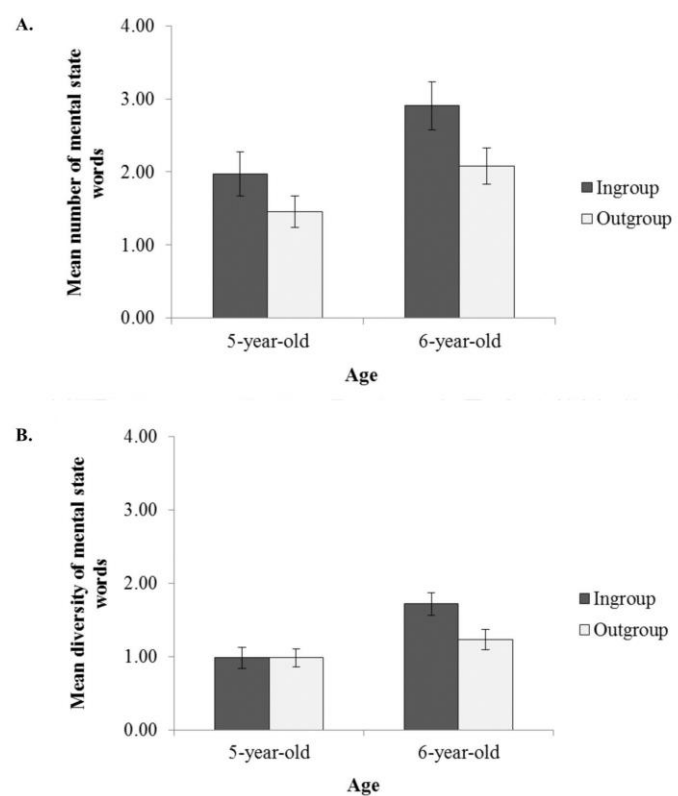 A.
4.00
3.00
2.00
1.00
0.00
Mean number of mental state
words
5-year-old
6-year-old
Age
Ingroup
Outgroup
B.
4.00
3.00
2.00
1.00
0.00
Mean diversity of mental state
words
5-year-old
6-year-old
Age
Ingroup
Outgroup